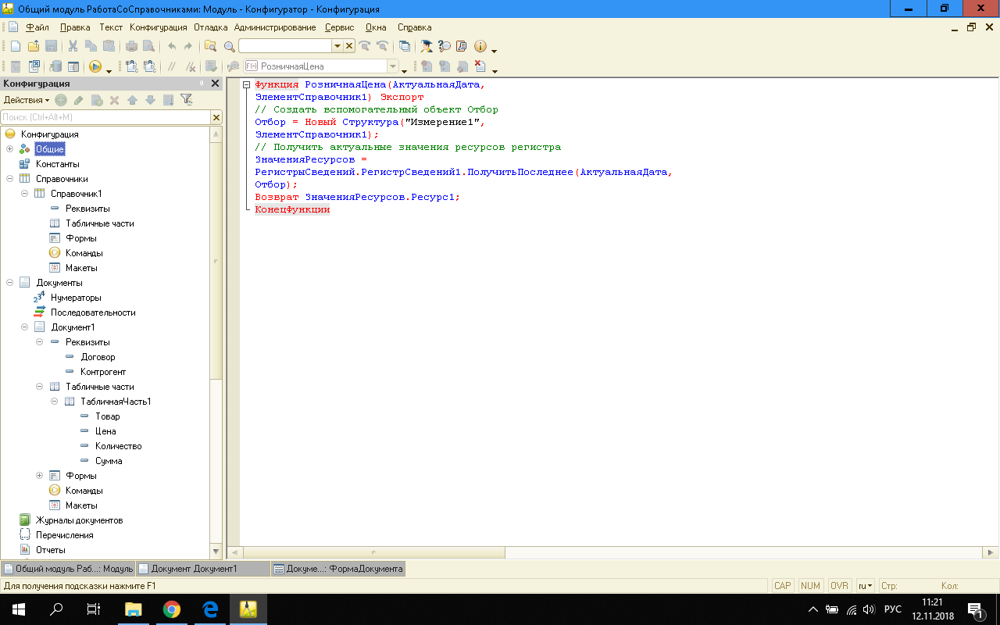 Общий модуль РаботаСоСправочниками: Модуль - Конфигуратор - Конфигурация
Файл Правка Текст Конфигурация Отладка Администрирование Сервис Окна Справка
РозничнаяЦена
Конфигурация
Действия
Поиск (Ctrl+Alt+M)
Конфигурация
Общие
Константы
Справочники
Справочник1
Реквизиты
Табличные части
Формы
Команды
Макеты
Документы
Нумераторы
Последовательности
Документ1
Реквизиты
Договор
Контрогент
Табличные части
ТабличнаяЧасть1
Товар
Цена
Количество
Сумма
Формы
Команды
Макеты
Журналы документов
Перечисления
Отчеты
Функция РозничнаяЦена(АктуальнаяДата,
ЭлементСправочник1) Экспорт
// Создать вспомогательный объект Отбор
Отбор = Новый Структура("Измерение1",
ЭлементСправочник1);
// Получить актуальные значения ресурсов регистра
ЗначенияРесурсов =
РегистрыСведений.РегистрСведений1.ПолучитьПоследнее(АктуальнаяДата,
Отбор);
Возврат ЗначенияРесурсов.Ресурс1;
КонецФункции
Общий модуль Раб...: Модуль
Документ Документ1
Докуме...: ФормаДокумента
Для получения подсказки нажмите F1
CAP NUM OVR ru Стр: Кол:
РУС
11:21
12.11.2018
1